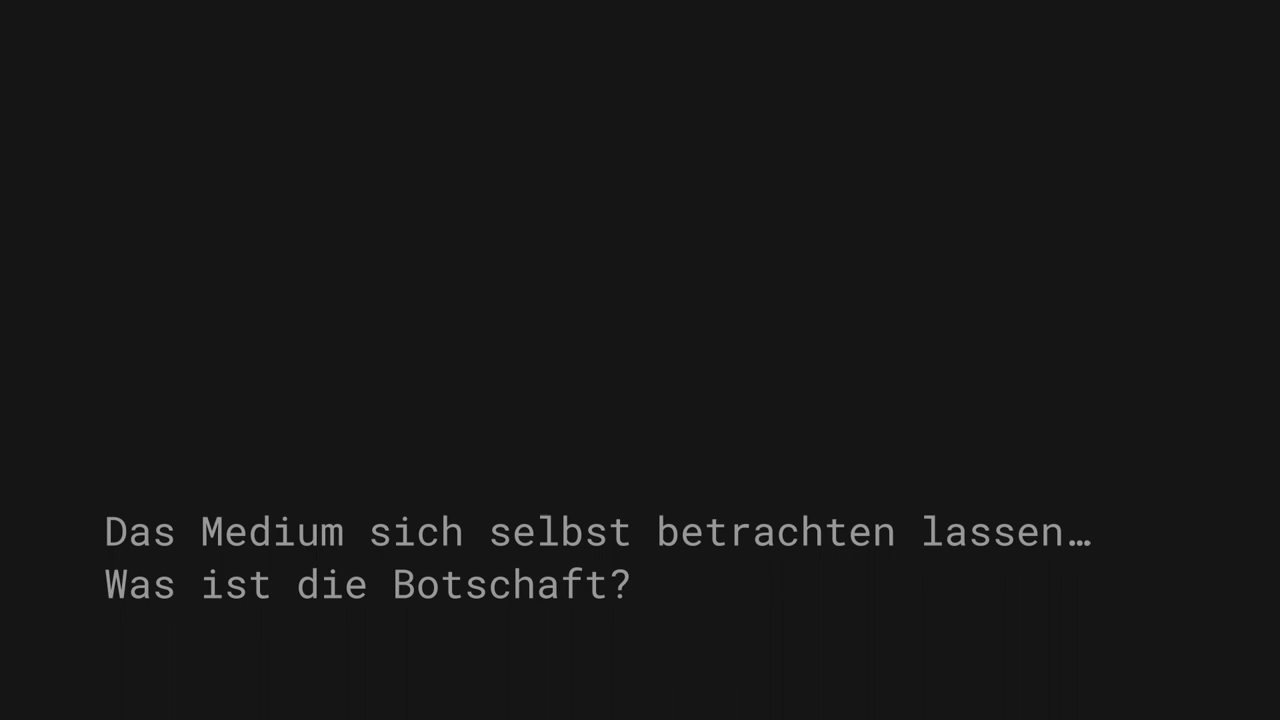 Das Medium sich selbst betrachten lassen…
Was ist die Botschaft?